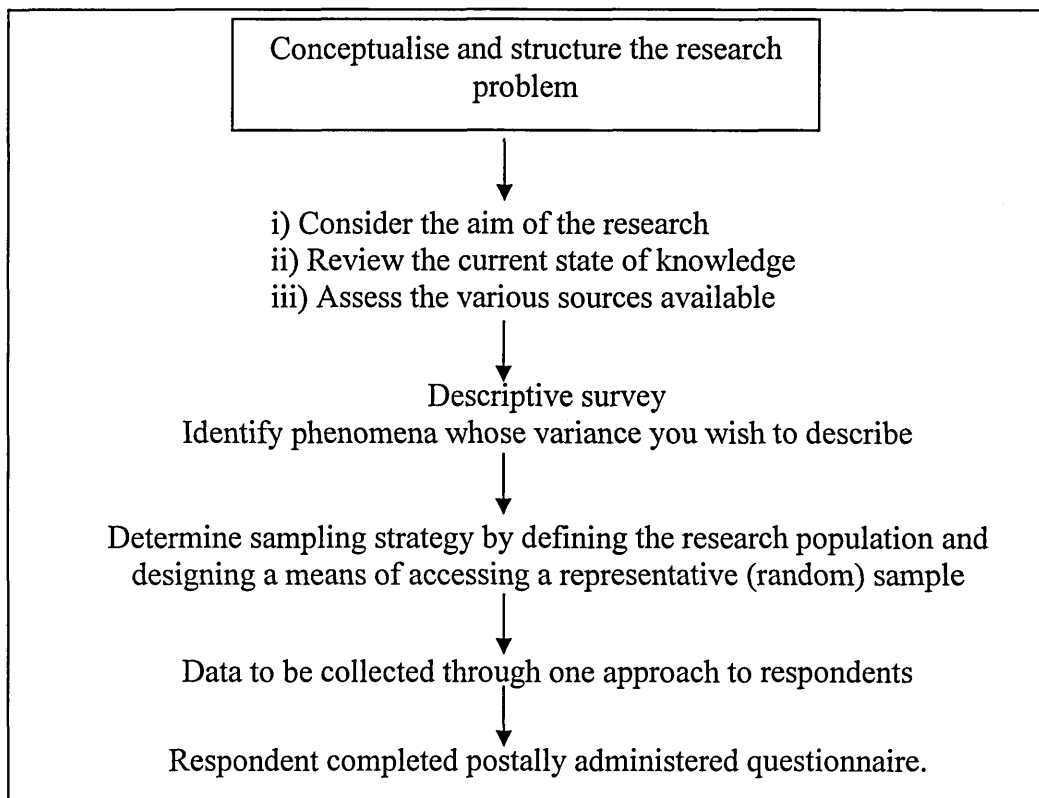 Conceptualise and structure the research
problem
i) Consider the aim of the research
ii) Review the current state of knowledge
iii) Assess the various sources available
Descriptive survey
Identify phenomena whose variance you wish to describe
Determine sampling strategy by defining the research population and
designing a means of accessing a representative (random) sample
Data to be collected through one approach to respondents
Respondent completed postally administered questionnaire.